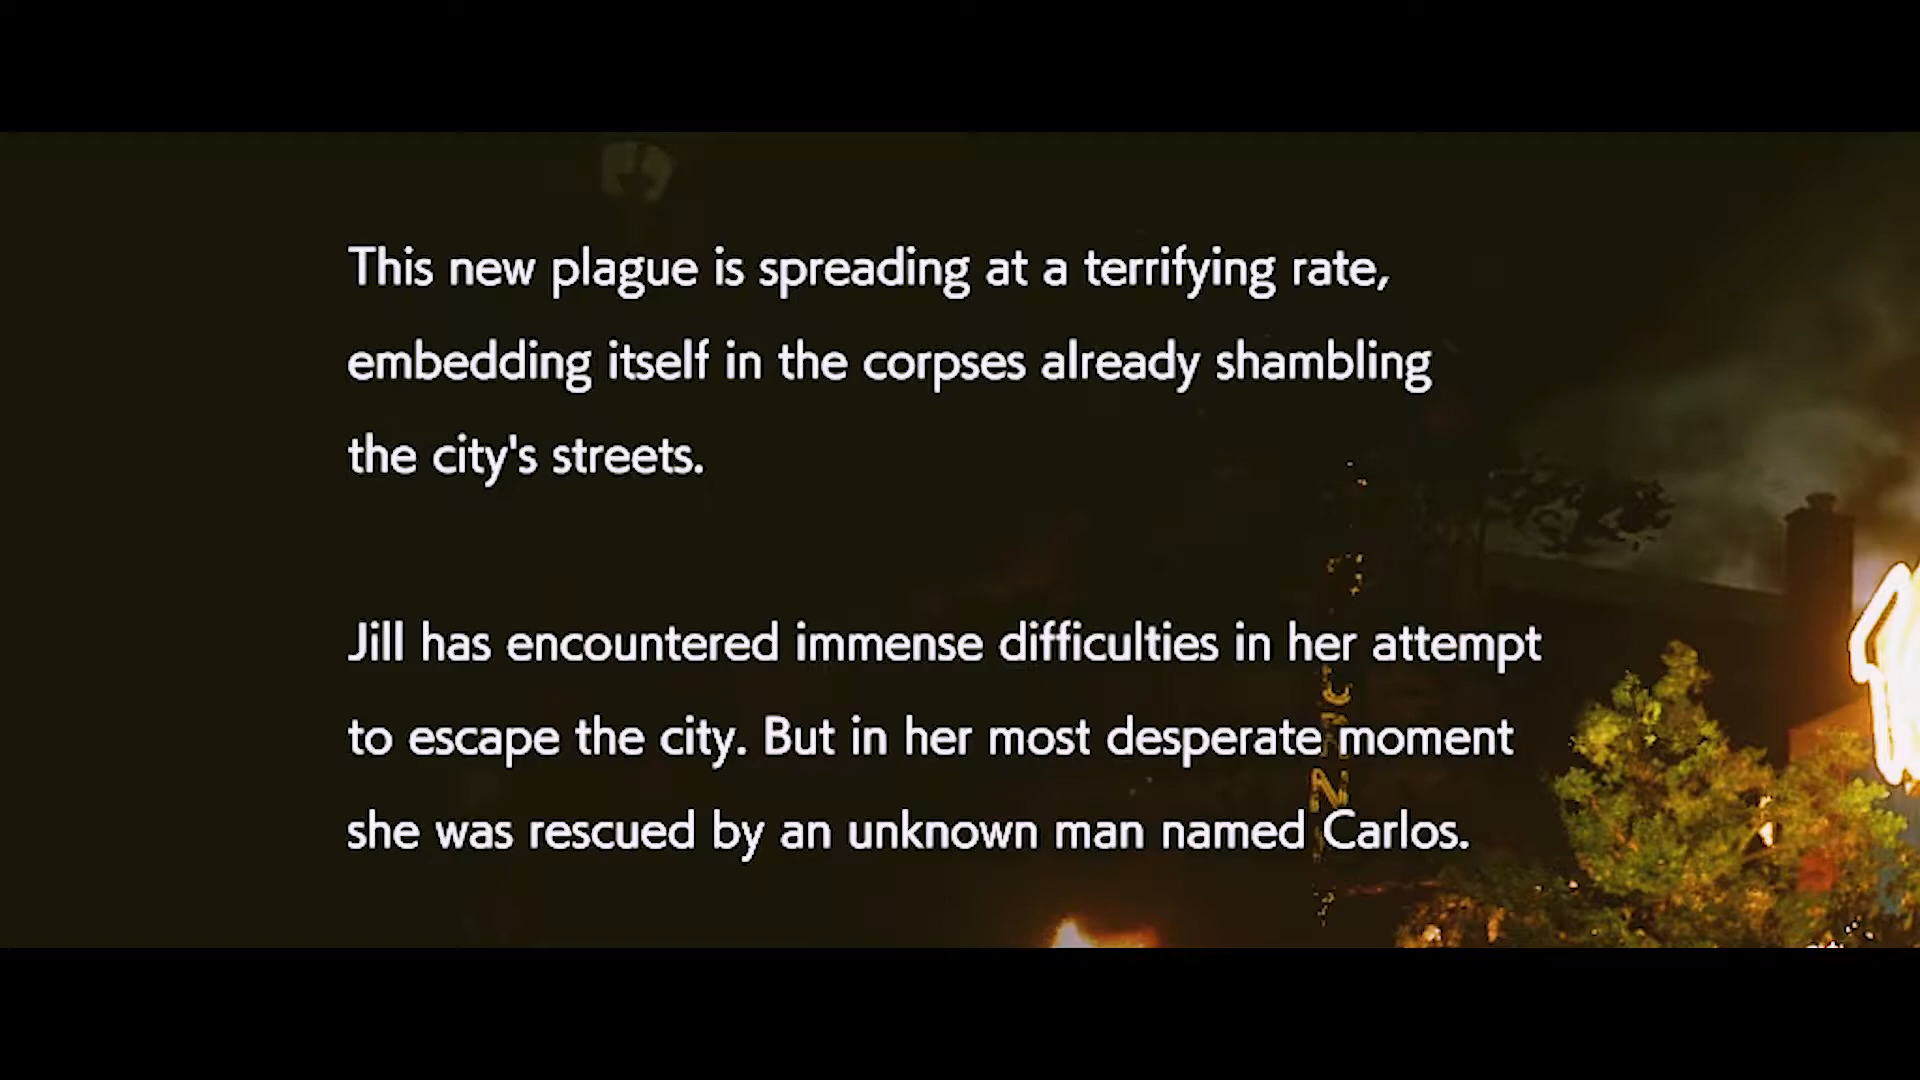 This new plague is spreading at a terrifying rate,
embedding itself in the corpses already shambling
the city's streets.
Jill has encountered immense difficulties in her attempt
to escape the city. But in her most desperate moment
she was rescued by an unknown man named Carlos.